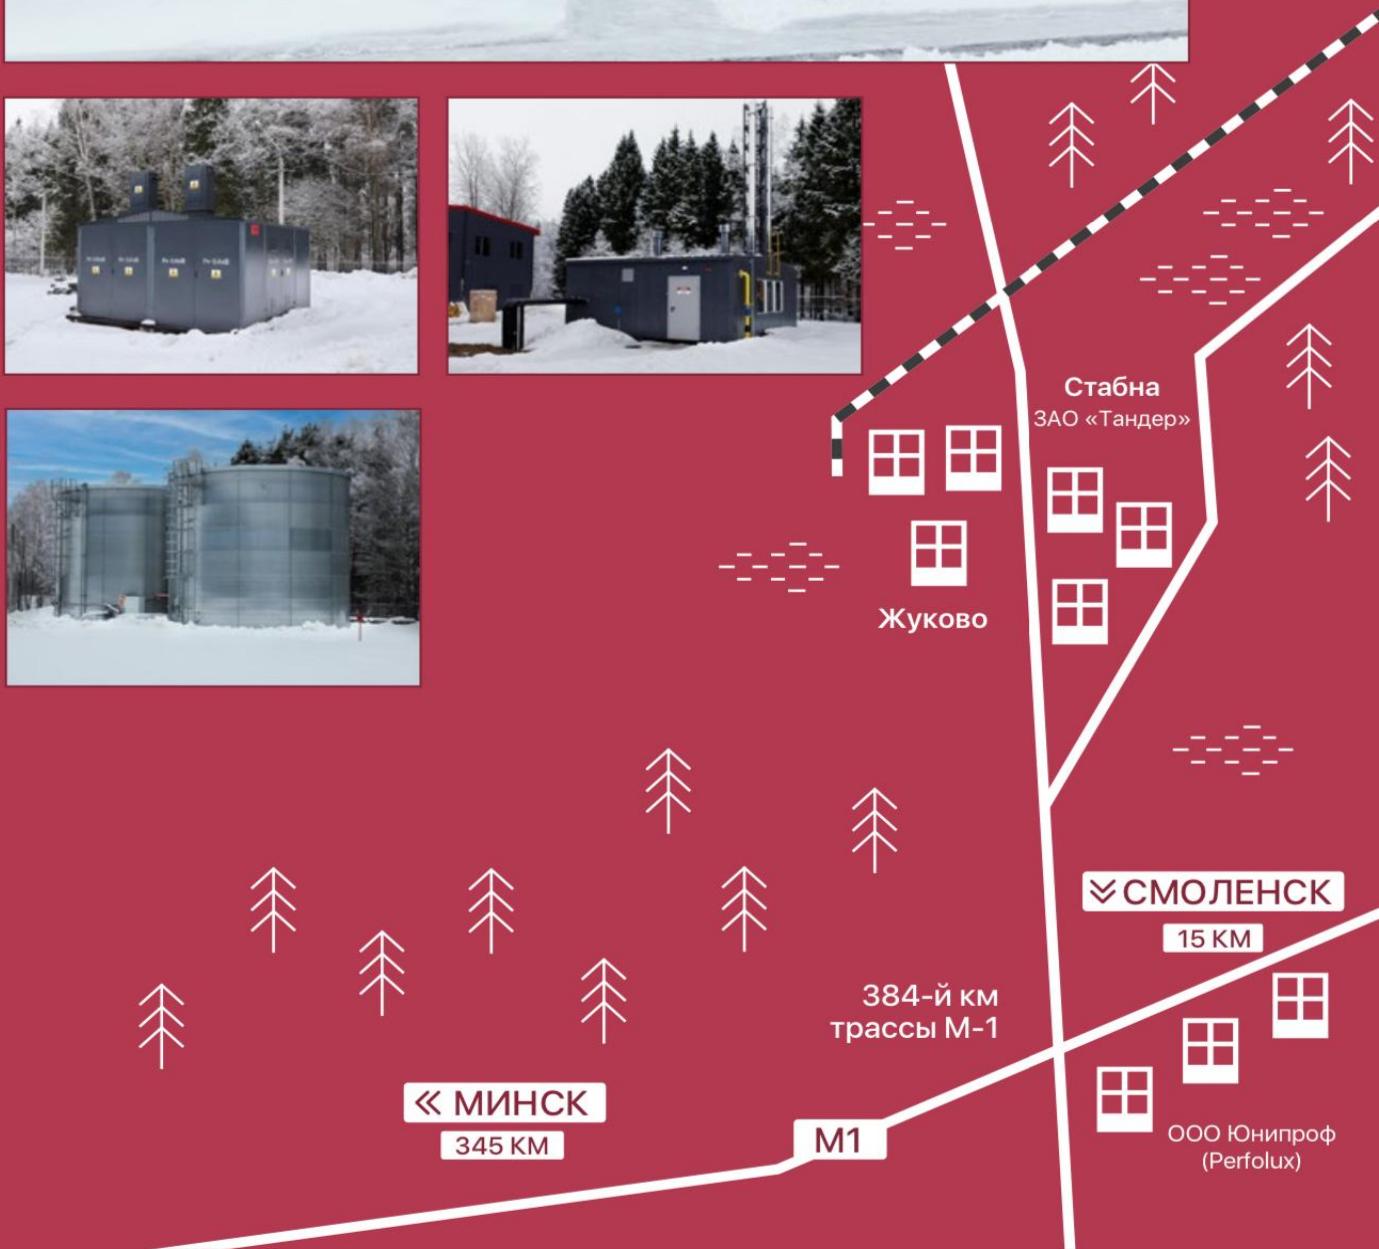 Стабна
ЗАО «Тандер»
Жуково
СМОЛЕНСК
15 КМ
384-й км
трассы М-1
МИНСК
345 КМ
М1
ООО Юнипроф
(Perfolux)